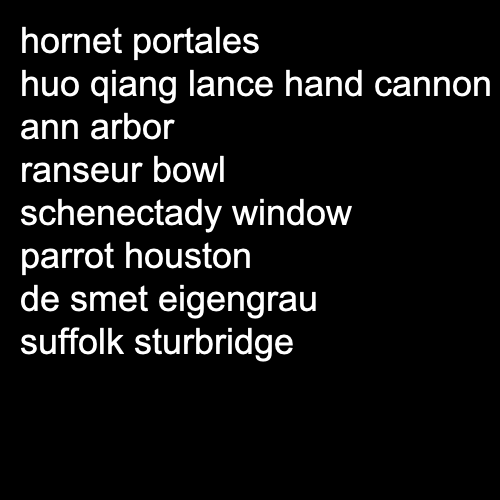 hornet portales
huo qiang lance hand cannon
ann arbor
ranseur bowl
schenectady window
parrot houston
de smet eigengrau
suffolk sturbridge